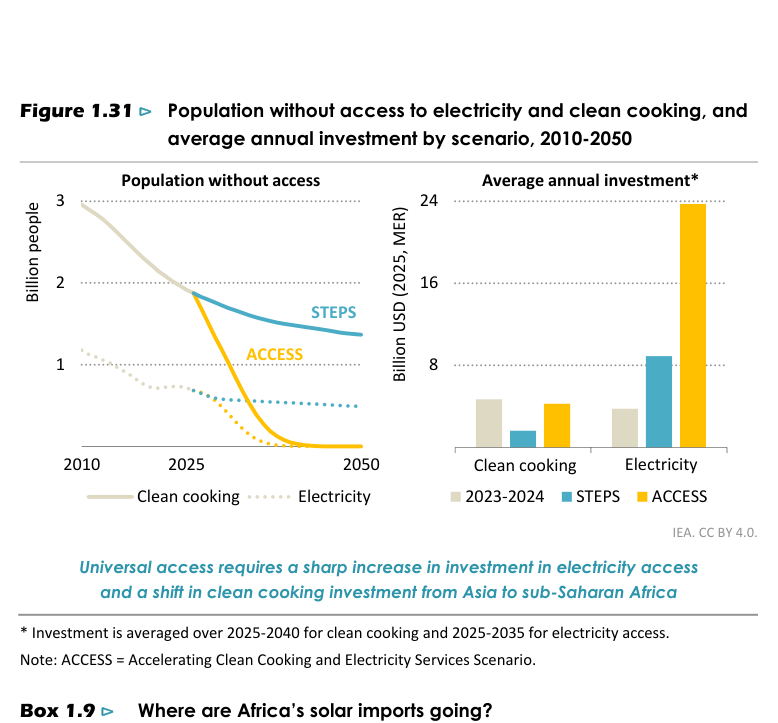 Figure 1.31 ⊳ Population without access to electricity and clean cooking, and
average annual investment by scenario, 2010-2050
Population without access
Billion people
3
2
1
STEPS
ACCESS
2010 2025 2050
Clean cooking Electricity
Average annual investment*
Billion USD (2025, MER)
24
16
8
Clean cooking Electricity
2023-2024 STEPS ACCESS
IEA. CC BY 4.0.
Universal access requires a sharp increase in investment in electricity access
and a shift in clean cooking investment from Asia to sub-Saharan Africa
* Investment is averaged over 2025-2040 for clean cooking and 2025-2035 for electricity access.
Note: ACCESS = Accelerating Clean Cooking and Electricity Services Scenario.
Box 1.9 ⊳ Where are Africa's solar imports going?